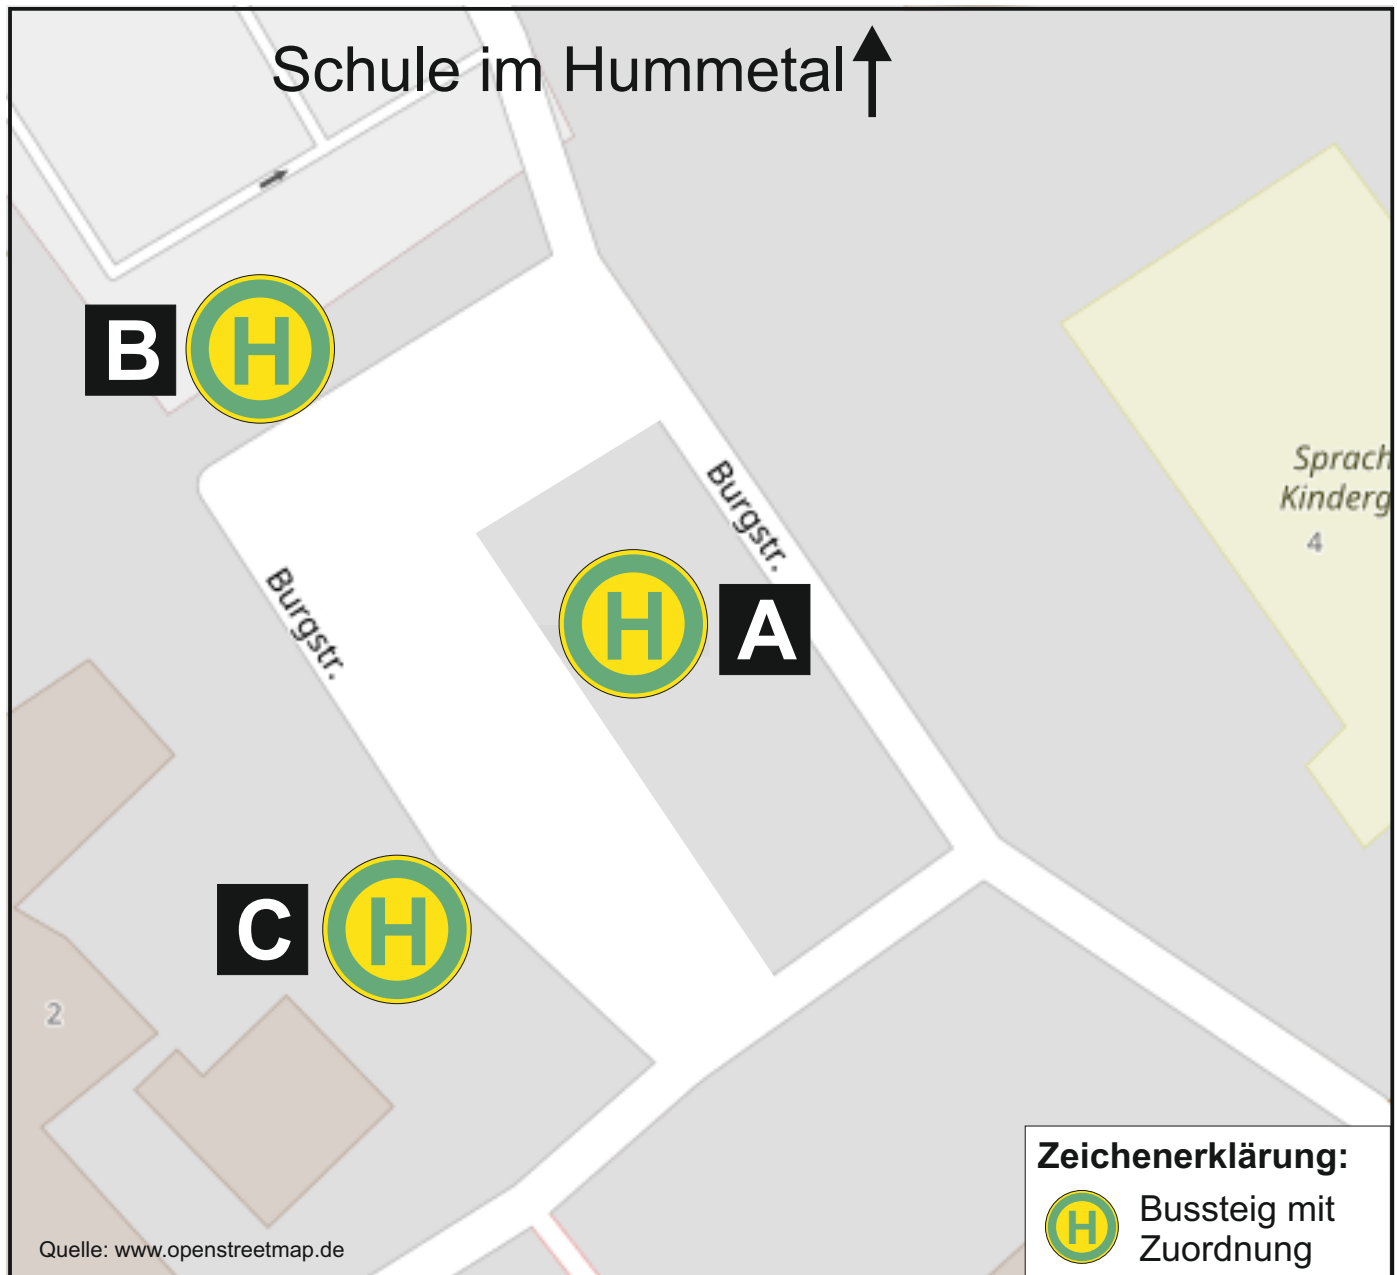 Schule im Hummetal
B H
Sprach
Kinderg
4
Burgstr.
H A
Burgstr.
C H
2
Zeichenerklärung:
H Bussteig mit
Zuordnung
Quelle: www.openstreetmap.de